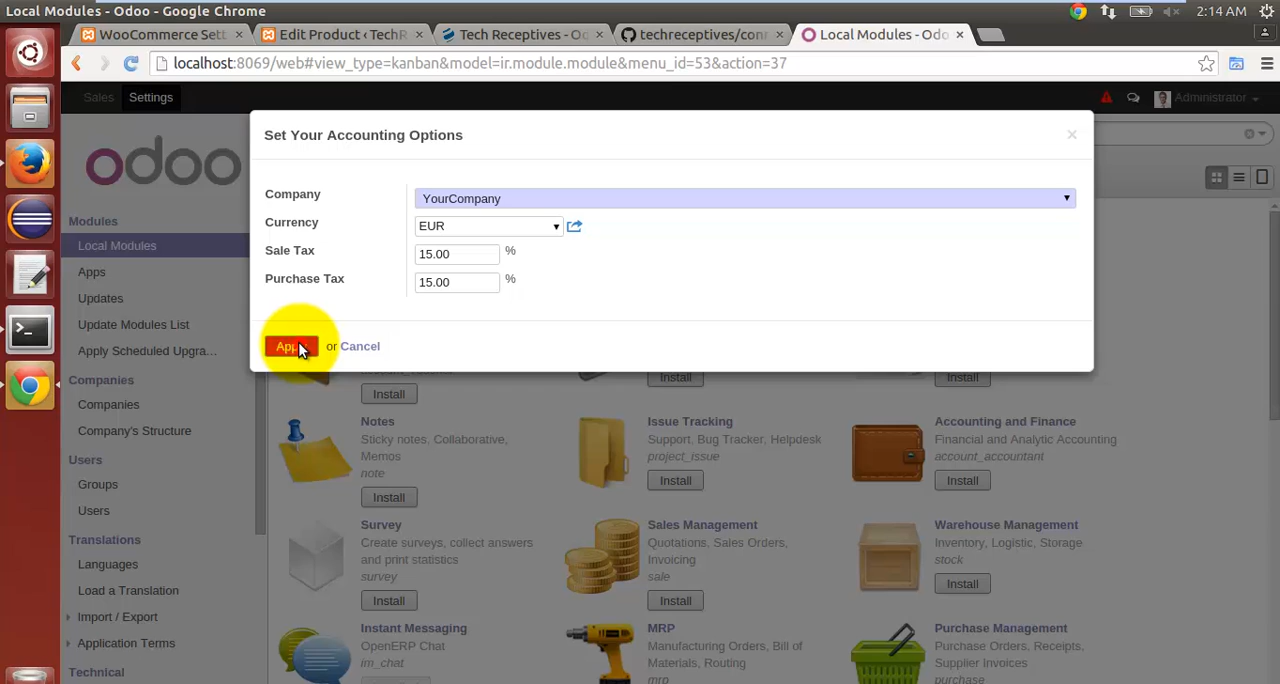 Local Modules - Odoo - Google Chrome
2:14 AM
WooCommerce Sett
Edit Product ‹ TechR
Tech Receptives - Od
techreceptives/con
Local Modules - Odo
localhost:8069/web#view_type=kanban&model=ir.module.module&menu_id=53&action=37
Sales
Settings
Administrator
odoo
Modules
Local Modules
Apps
Updates
Update Modules List
Apply Scheduled Upgra...
Companies
Companies
Company's Structure
Users
Groups
Users
Translations
Languages
Load a Translation
Import / Export
Application Terms
Technical
Set Your Accounting Options
×
Company
YourCompany
Currency
EUR
Sale Tax
15.00 %
Purchase Tax
15.00 %
or Cancel
Install
Install
Install
Notes
Sticky notes, Collaborative,
Memos
note
Install
Issue Tracking
Support, Bug Tracker, Helpdesk
project_issue
Install
Accounting and Finance
Financial and Analytic Accounting
account_accountant
Install
Survey
Create surveys, collect answers
and print statistics
survey
Install
Sales Management
Quotations, Sales Orders,
Invoicing
sale
Install
Warehouse Management
Inventory, Logistic, Storage
stock
Install
Instant Messaging
OpenERP Chat
im_chat
MRP
Manufacturing Orders, Bill of
Materials, Routing
mrp
Purchase Management
Purchase Orders, Receipts,
Supplier Invoices
purchase